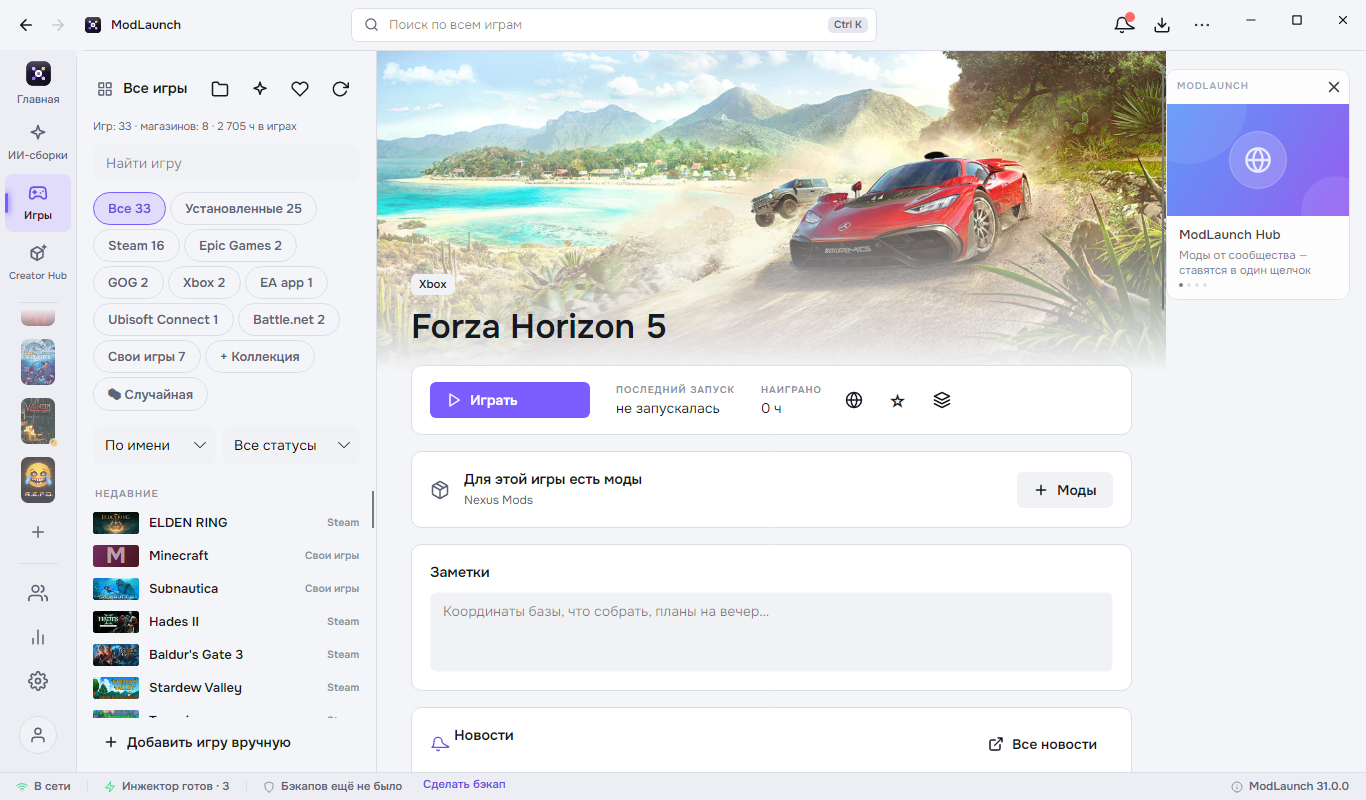 ModLaunch
Поиск по всем играм
Ctrl K
Главная
ИИ-сборки
Игры
Creator Hub
Все игры
Игр: 33 · магазинов: 8 · 2 705 ч в играх
Найти игру
Все 33
Установленные 25
Steam 16
Epic Games 2
GOG 2
Xbox 2
EA app 1
Ubisoft Connect 1
Battle.net 2
Свои игры 7
+ Коллекция
Случайная
По имени
Все статусы
НЕДАВНИЕ
ELDEN RING
Steam
Minecraft
Свои игры
Subnautica
Свои игры
Hades II
Steam
Baldur's Gate 3
Steam
Stardew Valley
Steam
Добавить игру вручную
Xbox
Forza Horizon 5
Играть
ПОСЛЕДНИЙ ЗАПУСК
не запускалась
НАИГРАНО
0 ч
Для этой игры есть моды
Nexus Mods
Моды
Заметки
Координаты базы, что собрать, планы на вечер...
Новости
Все новости
MODLAUNCH
ModLaunch Hub
Моды от сообщества —
ставятся в один щелчок
В сети
Инжектор готов · 3
Бэкапов ещё не было
Сделать бэкап
ModLaunch 31.0.0